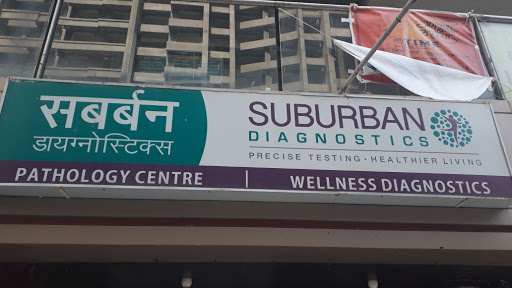 सबर्बन
डायग्नोस्टिक्स
SUBURBAN
DIAGNOSTICS
PRECISE TESTING • HEALTHIER LIVING
PATHOLOGY CENTRE | WELLNESS DIAGNOSTICS